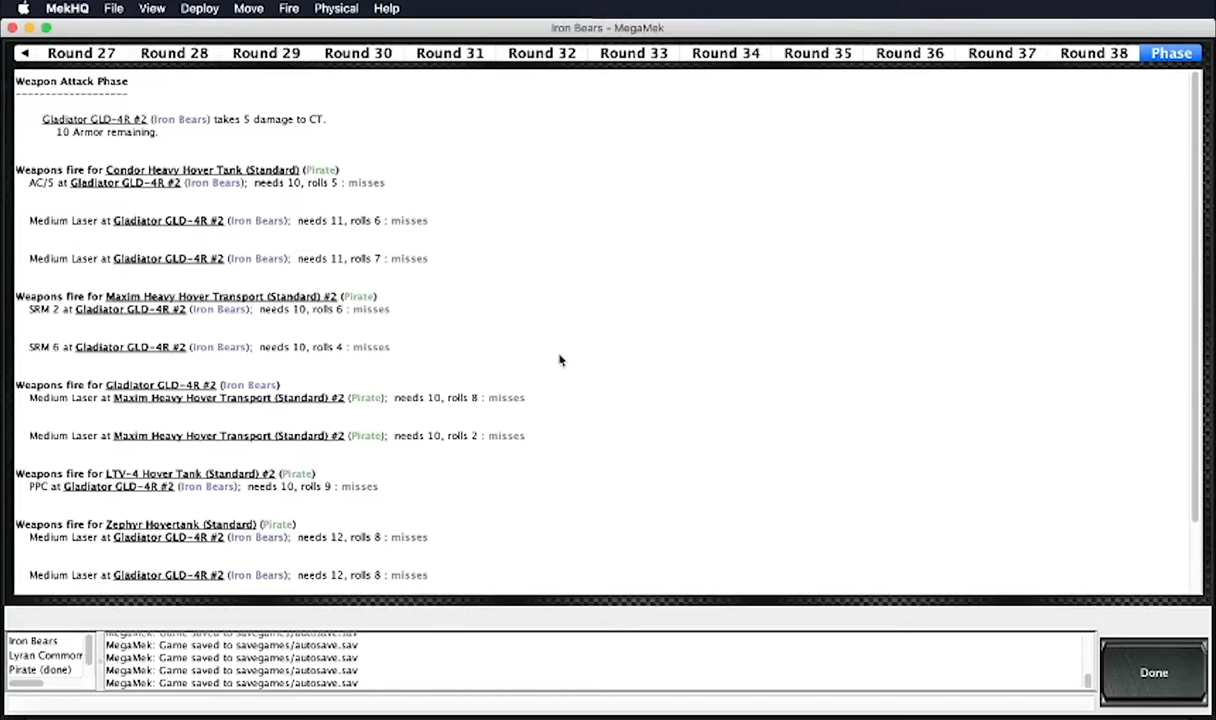 MekHQ File View Deploy Move Fire Physical Help
Iron Bears - MegaMek
Round 27 Round 28 Round 29 Round 30 Round 31 Round 32 Round 33 Round 34 Round 35 Round 36 Round 37 Round 38 Phase
Weapon Attack Phase
--------------------
Gladiator GLD-4R #2 (Iron Bears) takes 5 damage to CT.
10 Armor remaining.
Weapons fire for Condor Heavy Hover Tank (Standard) (Pirate)
AC/5 at Gladiator GLD-4R #2 (Iron Bears); needs 10, rolls 5 : misses
Medium Laser at Gladiator GLD-4R #2 (Iron Bears); needs 11, rolls 6 : misses
Medium Laser at Gladiator GLD-4R #2 (Iron Bears); needs 11, rolls 7 : misses
Weapons fire for Maxim Heavy Hover Transport (Standard) #2 (Pirate)
SRM 2 at Gladiator GLD-4R #2 (Iron Bears); needs 10, rolls 6 : misses
SRM 6 at Gladiator GLD-4R #2 (Iron Bears); needs 10, rolls 4 : misses
Weapons fire for Gladiator GLD-4R #2 (Iron Bears)
Medium Laser at Maxim Heavy Hover Transport (Standard) #2 (Pirate); needs 10, rolls 8 : misses
Medium Laser at Maxim Heavy Hover Transport (Standard) #2 (Pirate); needs 10, rolls 2 : misses
Weapons fire for LTV-4 Hover Tank (Standard) #2 (Pirate)
PPC at Gladiator GLD-4R #2 (Iron Bears); needs 10, rolls 9 : misses
Weapons fire for Zephyr Hovertank (Standard) (Pirate)
Medium Laser at Gladiator GLD-4R #2 (Iron Bears); needs 12, rolls 8 : misses
Medium Laser at Gladiator GLD-4R #2 (Iron Bears); needs 12, rolls 8 : misses
Iron Bears
Lyran Common
Pirate (done)
MegaMek: Game saved to savegames/autosave.sav
MegaMek: Game saved to savegames/autosave.sav
MegaMek: Game saved to savegames/autosave.sav
MegaMek: Game saved to savegames/autosave.sav
MegaMek: Game saved to savegames/autosave.sav
Done